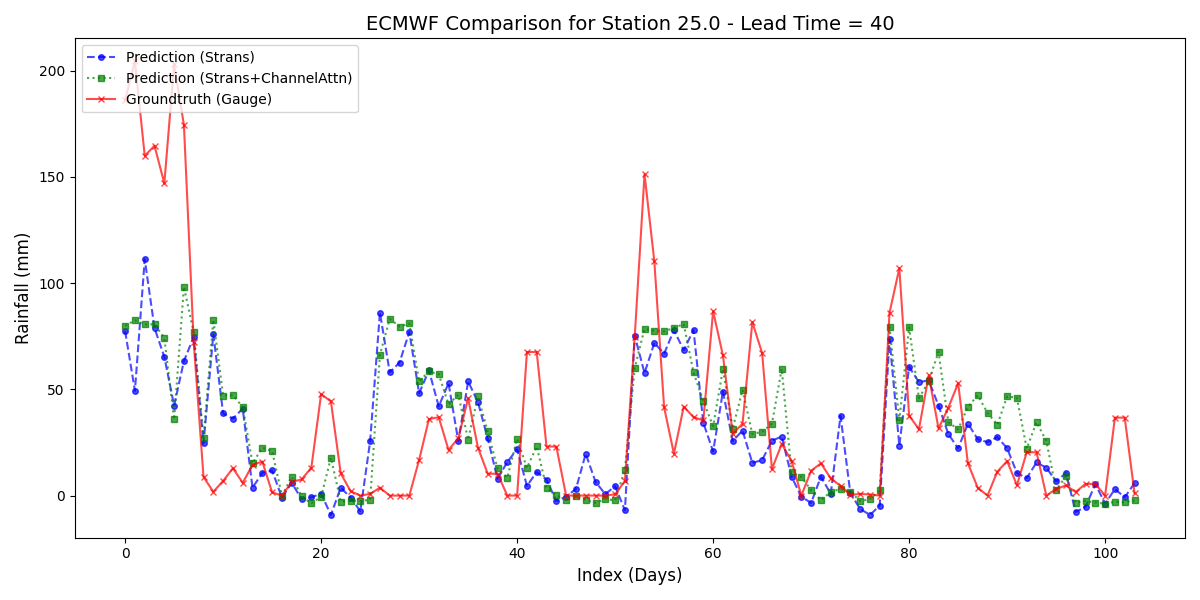 ECMWF Comparison for Station 25.0 - Lead Time = 40
Prediction (Strans)
Prediction (Strans+ChannelAttn)
Groundtruth (Gauge)
Rainfall (mm)
200
150
100
50
0
0 20 40 60 80 100
Index (Days)